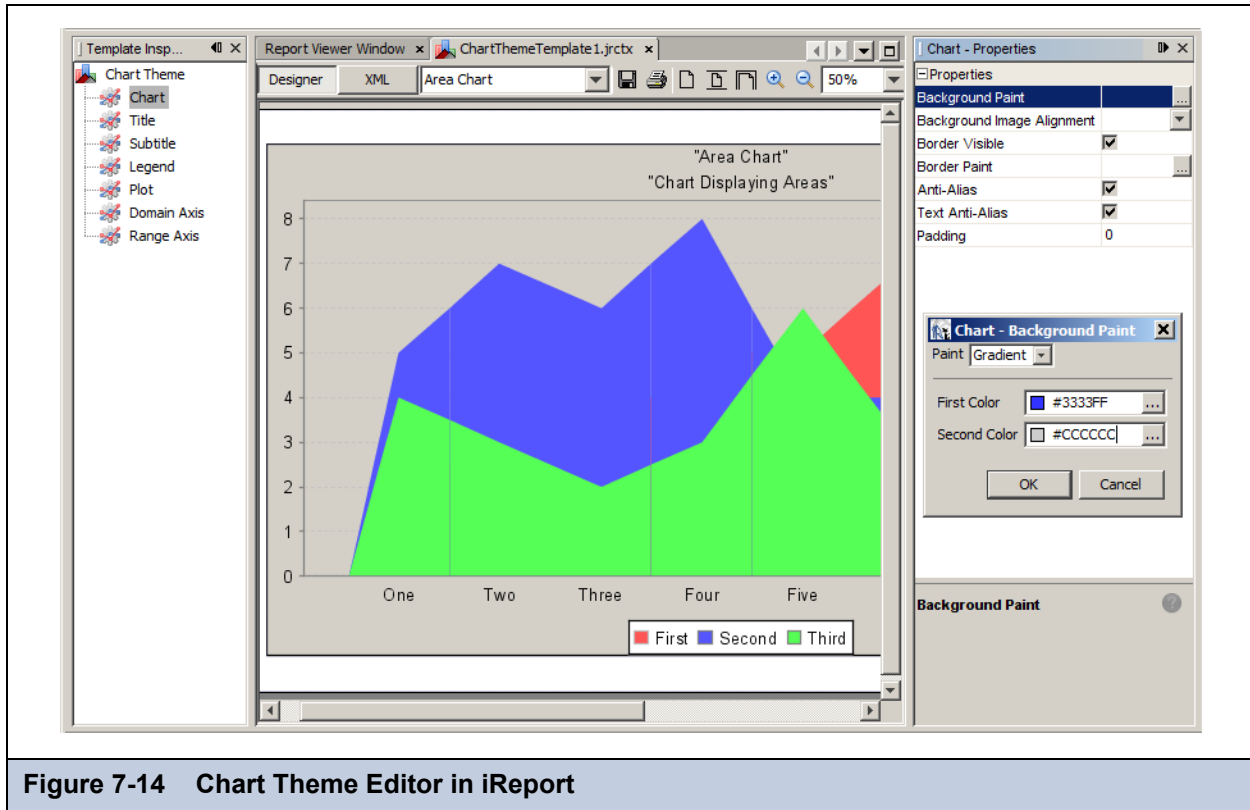 Template Insp...
Chart Theme
Chart
Title
Subtitle
Legend
Plot
Domain Axis
Range Axis
Report Viewer Window
ChartThemeTemplate1.jrctx
Designer
XML
Area Chart
50%
"Area Chart"
"Chart Displaying Areas"
8
7
6
5
4
3
2
1
0
One Two Three Four Five
First Second Third
Chart - Properties
Properties
Background Paint ...
Background Image Alignment
Border Visible
Border Paint ...
Anti-Alias
Text Anti-Alias
Padding 0
Chart - Background Paint
Paint Gradient
First Color #3333FF ...
Second Color #CCCCCC ...
OK Cancel
Background Paint
?
Figure 7-14 Chart Theme Editor in iReport